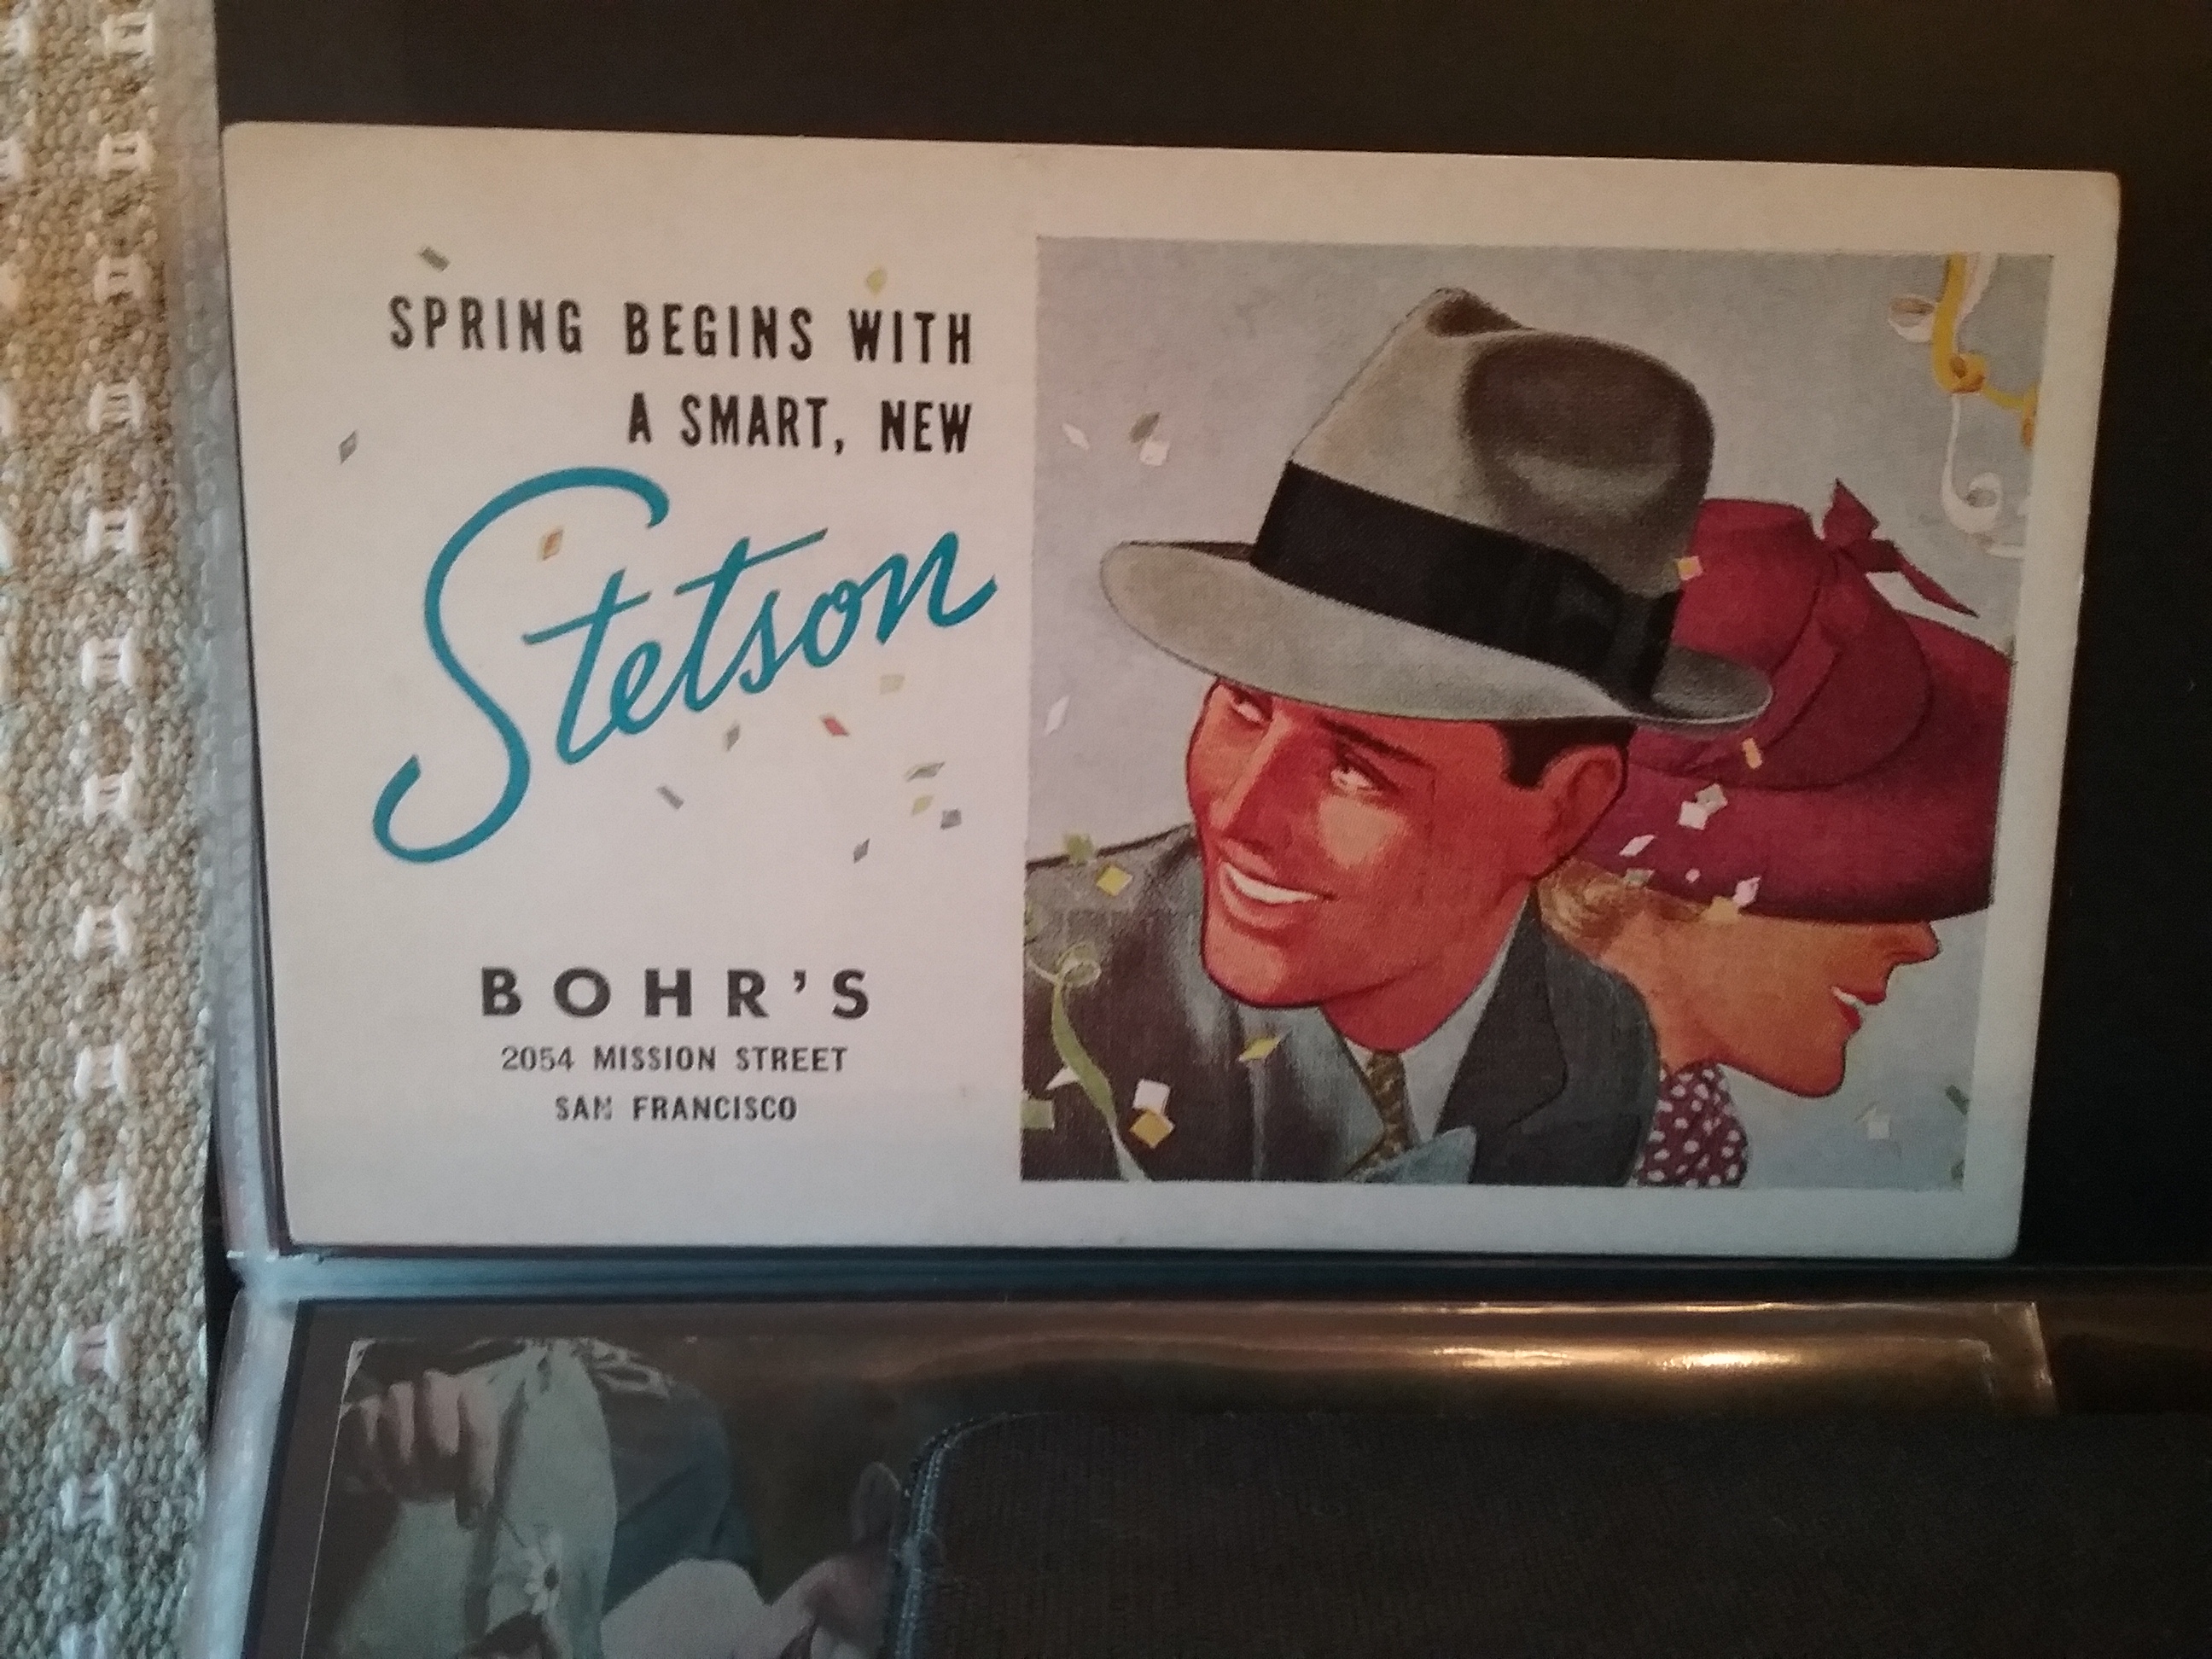 SPRING BEGINS WITH
A SMART, NEW
Stetson
BOHR'S
2054 MISSION STREET
SAN FRANCISCO